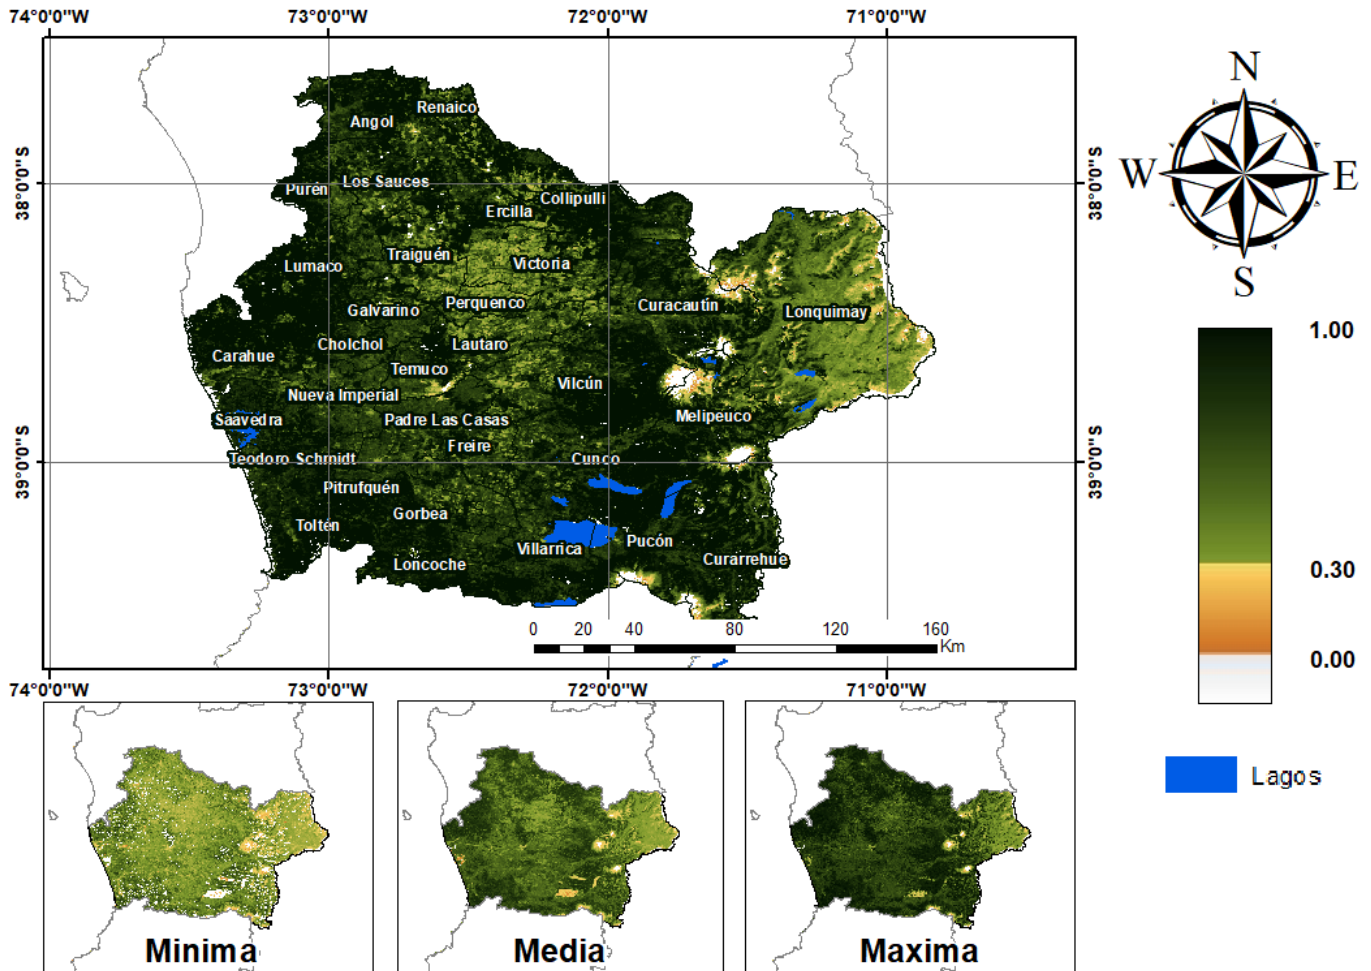 74°0'0"W 73°0'0"W 72°0'0"W 71°0'0"W
N
W E
S
38°0'0"S 38°0'0"S
39°0'0"S 39°0'0"S
Renaico
Angol
Los Sauces
Purén
Collipulli
Ercilla
Traiguén
Victoria
Lumaco
Perquenco
Curacautín
Galvarino
Lonquimay
Cholchol
Lautaro
Carahue
Temuco
Vilcún
Nueva Imperial
Saavedra
Padre Las Casas
Melipeuco
Freire
Teodoro Schmidt
Cunco
Pitrufquén
Gorbea
Toltén
Pucón
Villarrica
Curarrehue
Loncoche
0 20 40 80 120 160
Km
74°0'0"W 73°0'0"W 72°0'0"W 71°0'0"W
1.00
0.30
0.00
Lagos
Minima
Media
Maxima